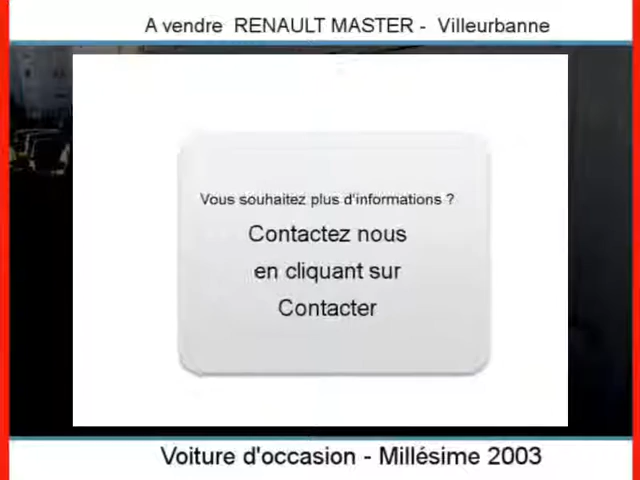 A vendre RENAULT MASTER - Villeurbanne
Vous souhaitez plus d'informations ?
Contactez nous
en cliquant sur
Contacter
Voiture d'occasion - Millésime 2003